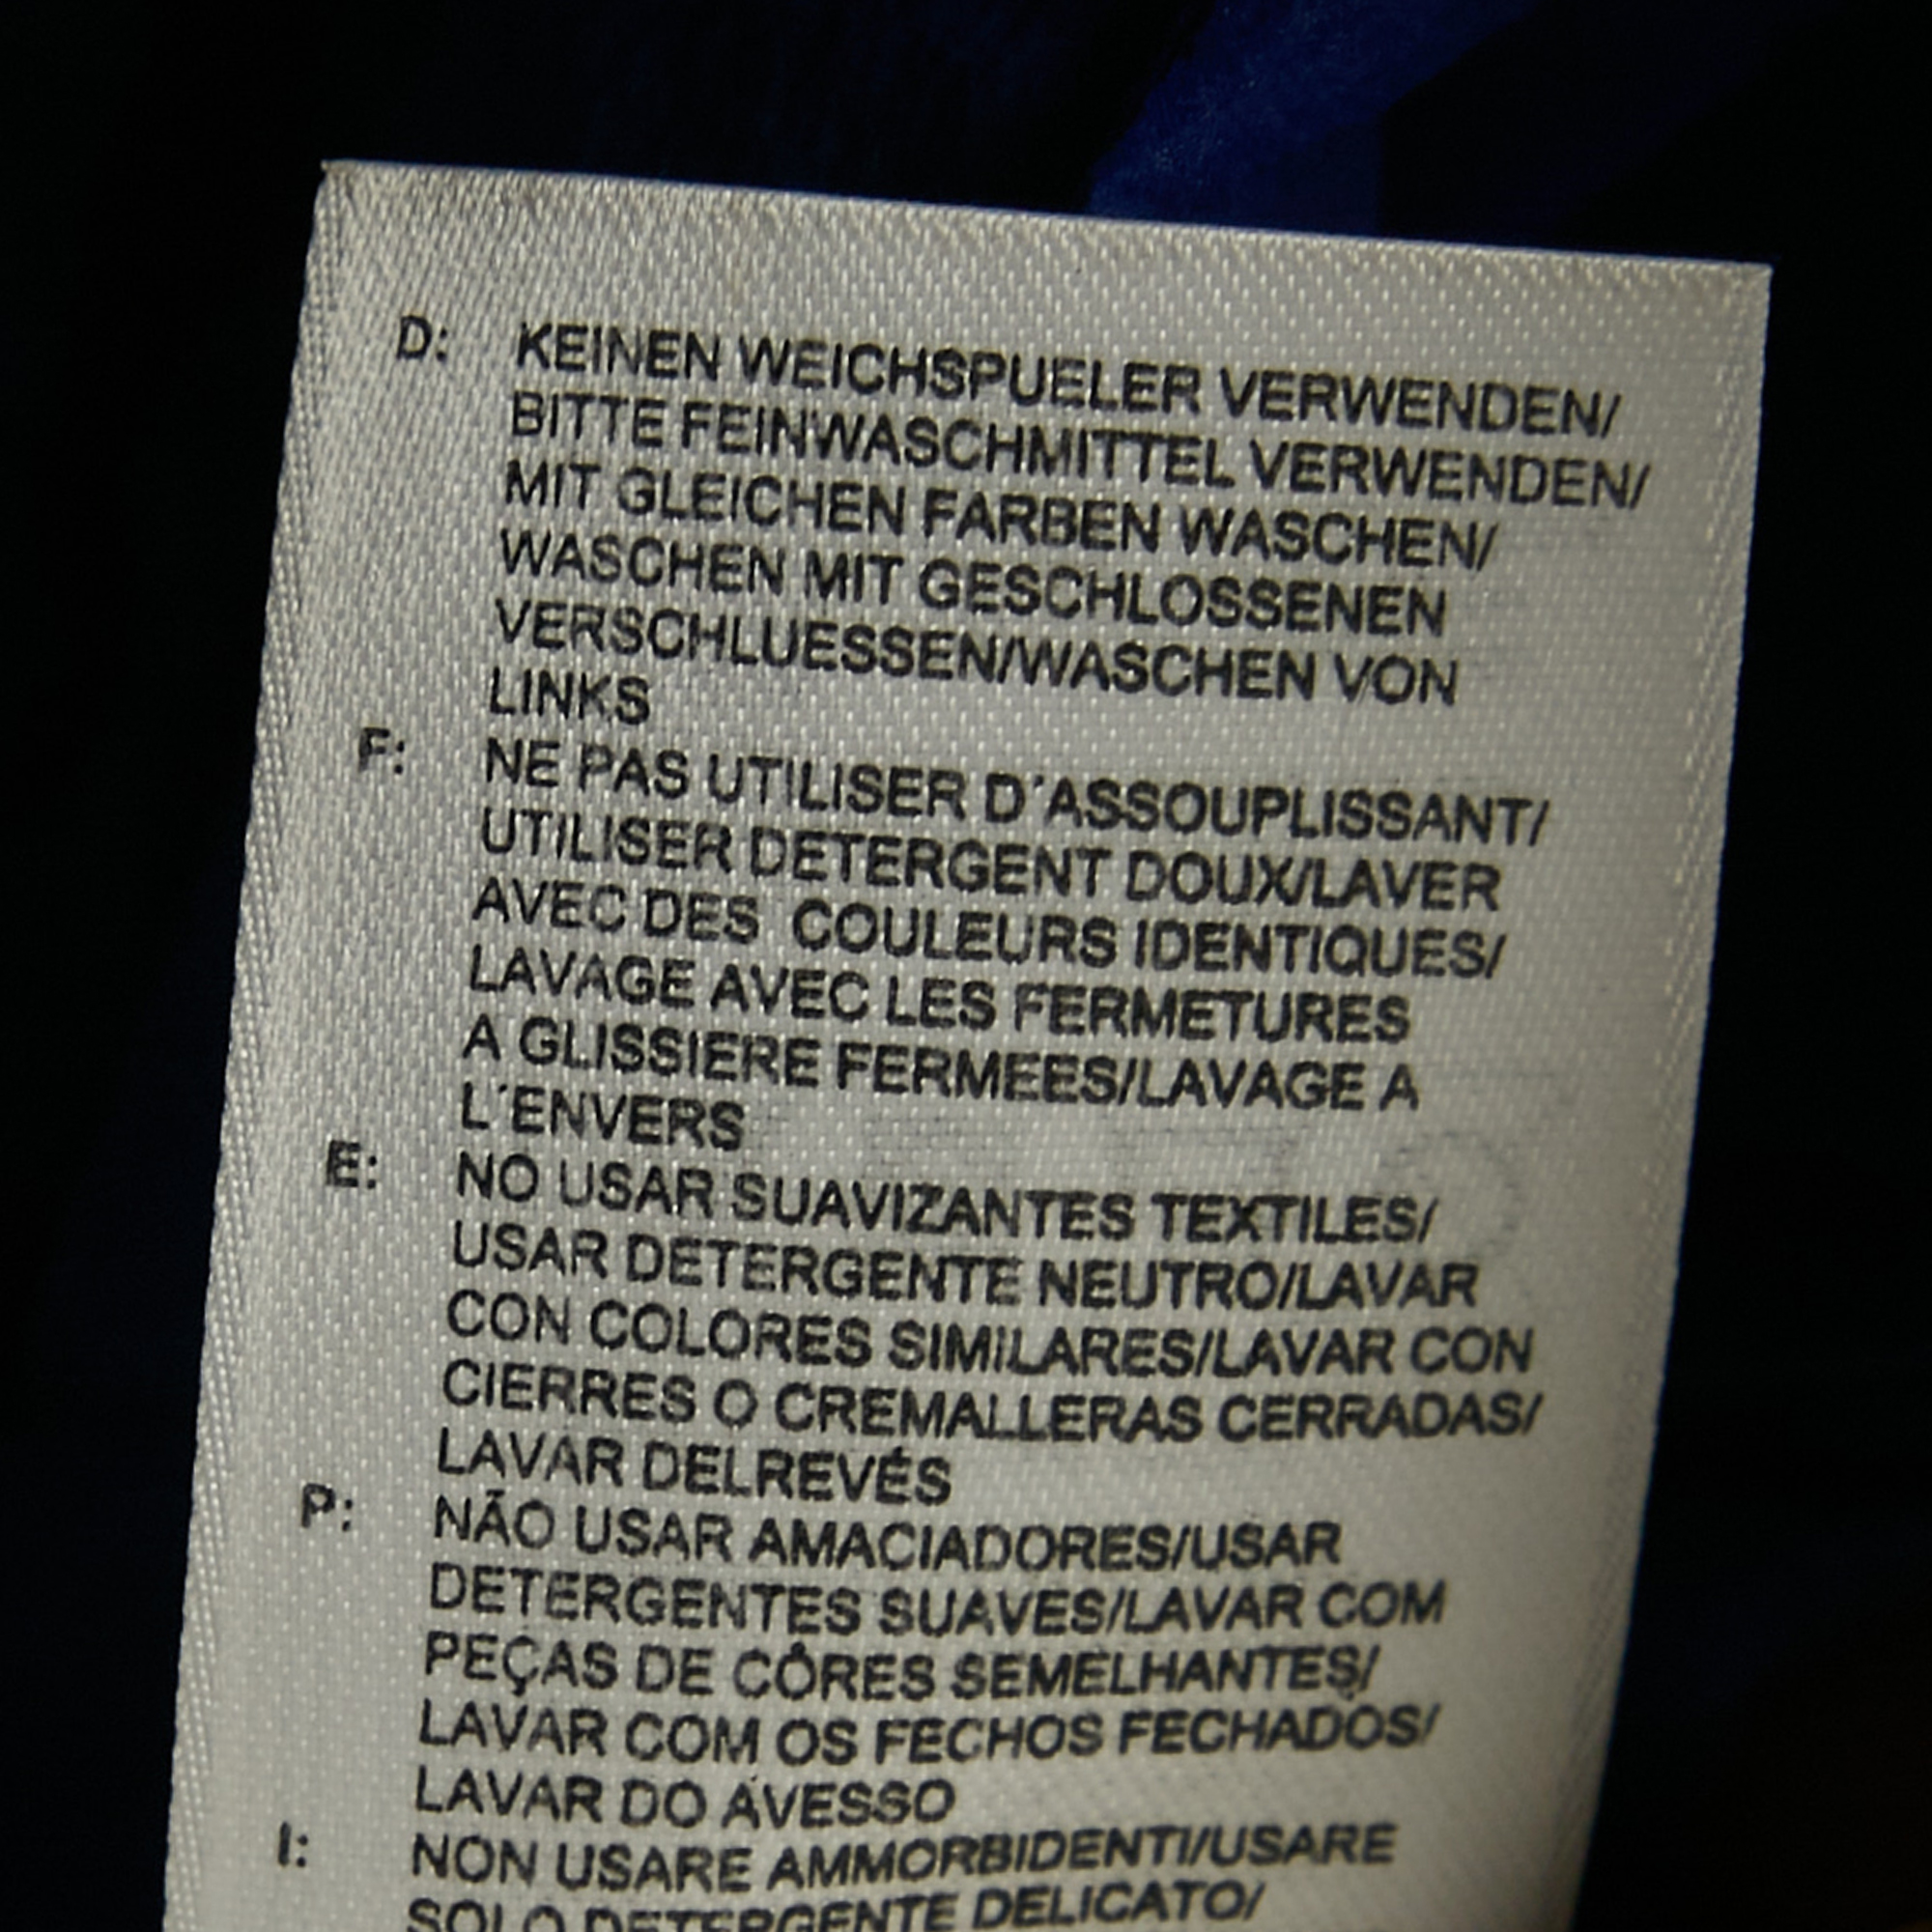 D: KEINEN WEICHSPUELER VERWENDEN/
BITTE FEINWASCHMITTEL VERWENDEN/
MIT GLEICHEN FARBEN WASCHEN/
WASCHEN MIT GESCHLOSSENEN
VERSCHLUESSEN/WASCHEN VON
LINKS
F: NE PAS UTILISER D´ASSOUPLISSANT/
UTILISER DETERGENT DOUX/LAVER
AVEC DES COULEURS IDENTIQUES/
LAVAGE AVEC LES FERMETURES
A GLISSIERE FERMEES/LAVAGE A
L´ENVERS
E: NO USAR SUAVIZANTES TEXTILES/
USAR DETERGENTE NEUTRO/LAVAR
CON COLORES SIMILARES/LAVAR CON
CIERRES O CREMALLERAS CERRADAS/
LAVAR DELREVÉS
P: NÃO USAR AMACIADORES/USAR
DETERGENTES SUAVES/LAVAR COM
PEÇAS DE CÔRES SEMELHANTES/
LAVAR COM OS FECHOS FECHADOS/
LAVAR DO AVESSO
I: NON USARE AMMORBIDENTI/USARE
SOLO DETERGENTE DELICATO/